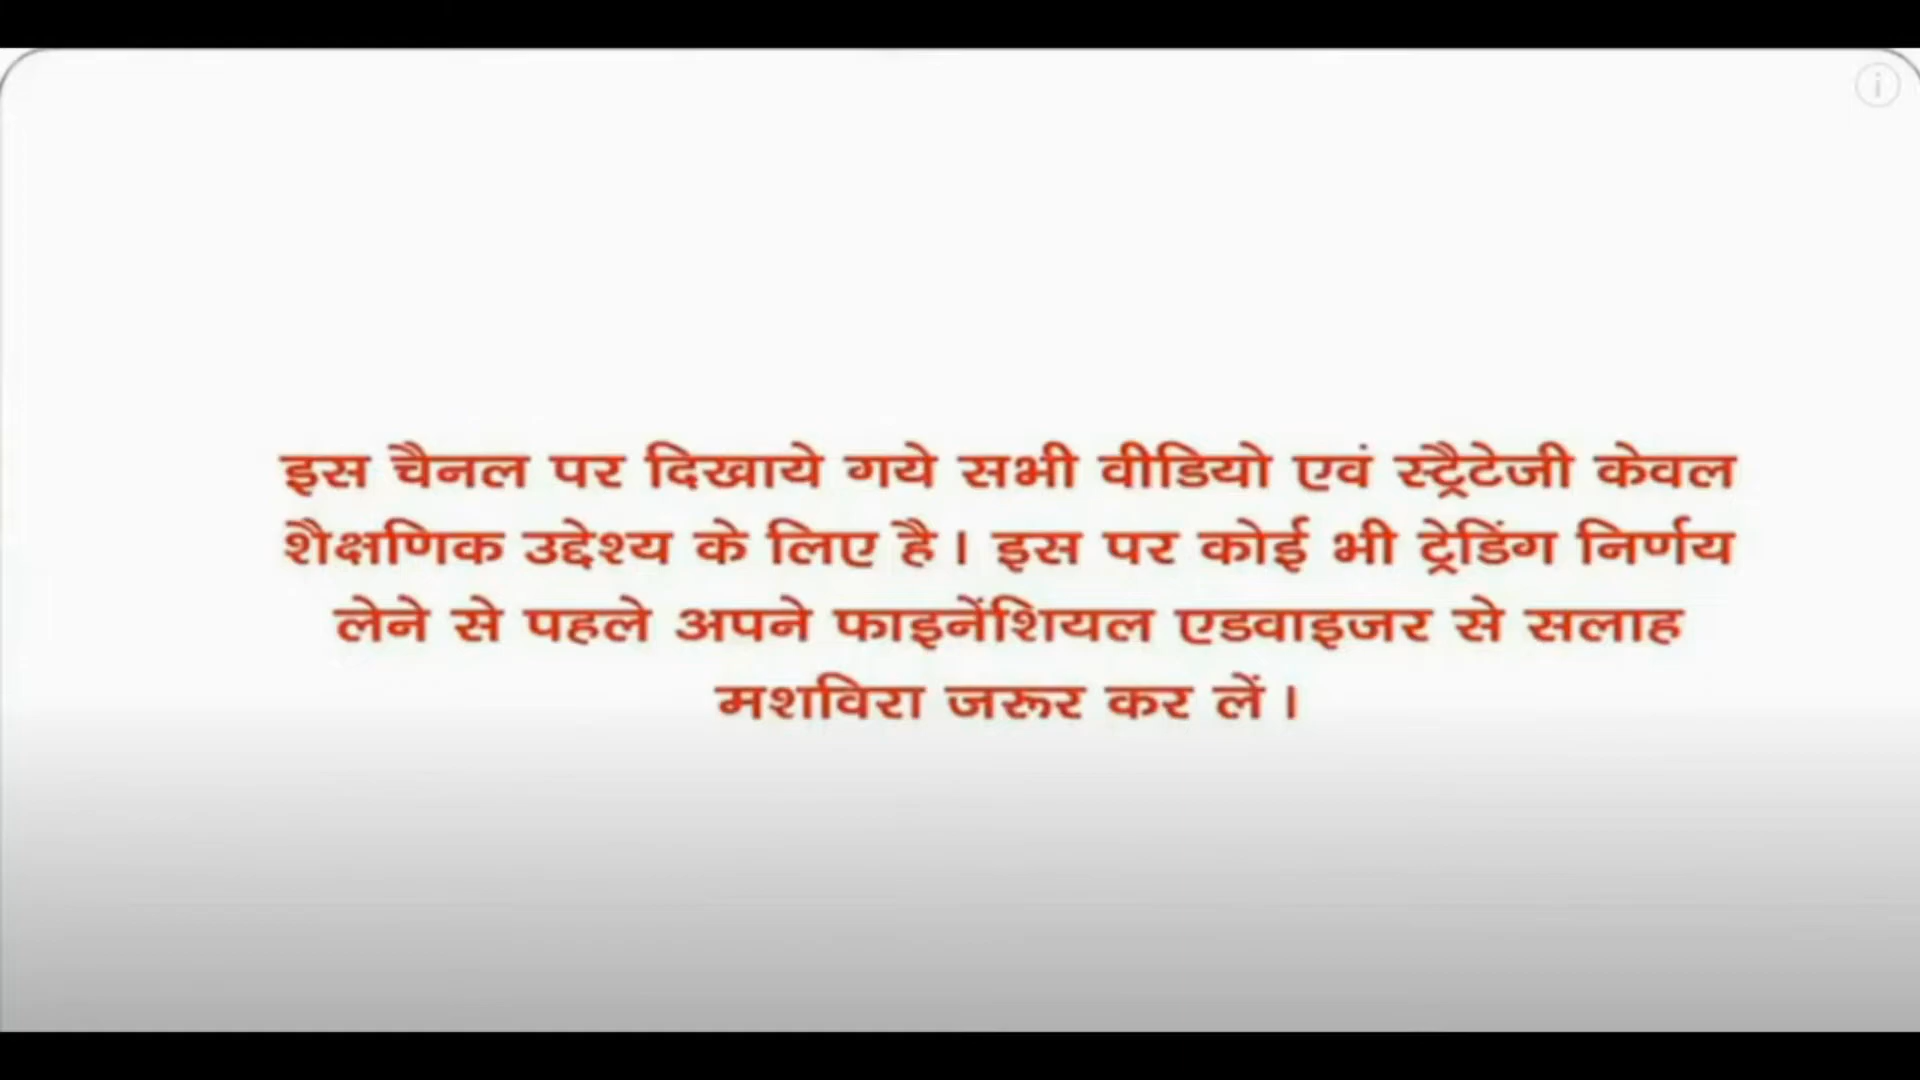 इस चैनल पर दिखाये गये सभी वीडियो एवं स्ट्रैटेजी केवल
शैक्षणिक उद्देश्य के लिए है। इस पर कोई भी ट्रेडिंग निर्णय
लेने से पहले अपने फाइनेंशियल एडवाइजर से सलाह
मशविरा जरूर कर लें।